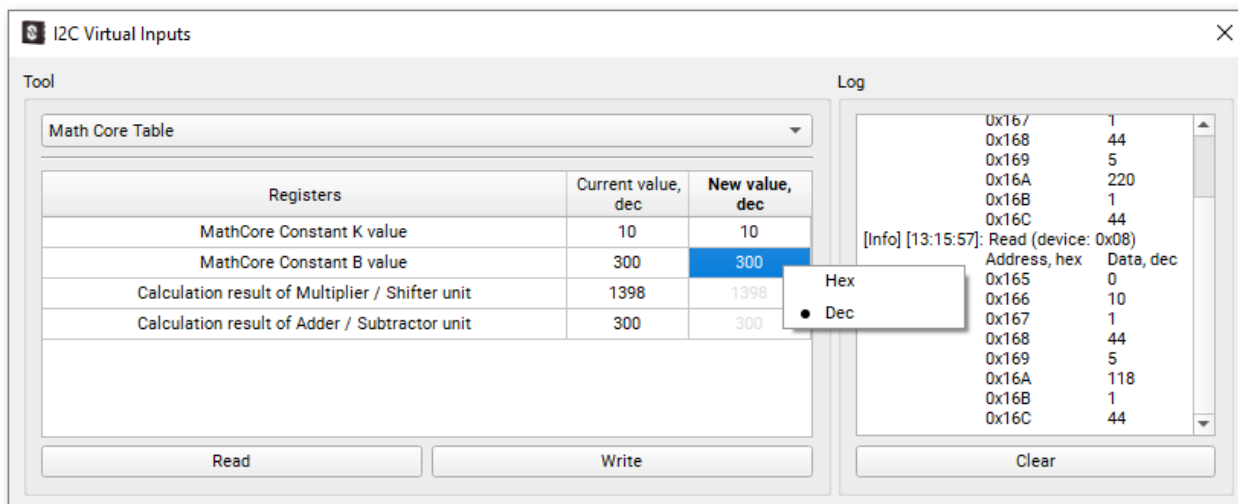 I2C Virtual Inputs
Tool
Math Core Table
Registers Current value, dec New value, dec
MathCore Constant K value 10 10
MathCore Constant B value 300 300
Calculation result of Multiplier / Shifter unit 1398 1398
Calculation result of Adder / Subtractor unit 300 300
Hex
Dec
Read Write
Log
0x167 1
0x168 44
0x169 5
0x16A 220
0x16B 1
0x16C 44
[Info] [13:15:57]: Read (device: 0x08)
Address, hex Data, dec
0x165 0
0x166 10
0x167 1
0x168 44
0x169 5
0x16A 118
0x16B 1
0x16C 44
Clear